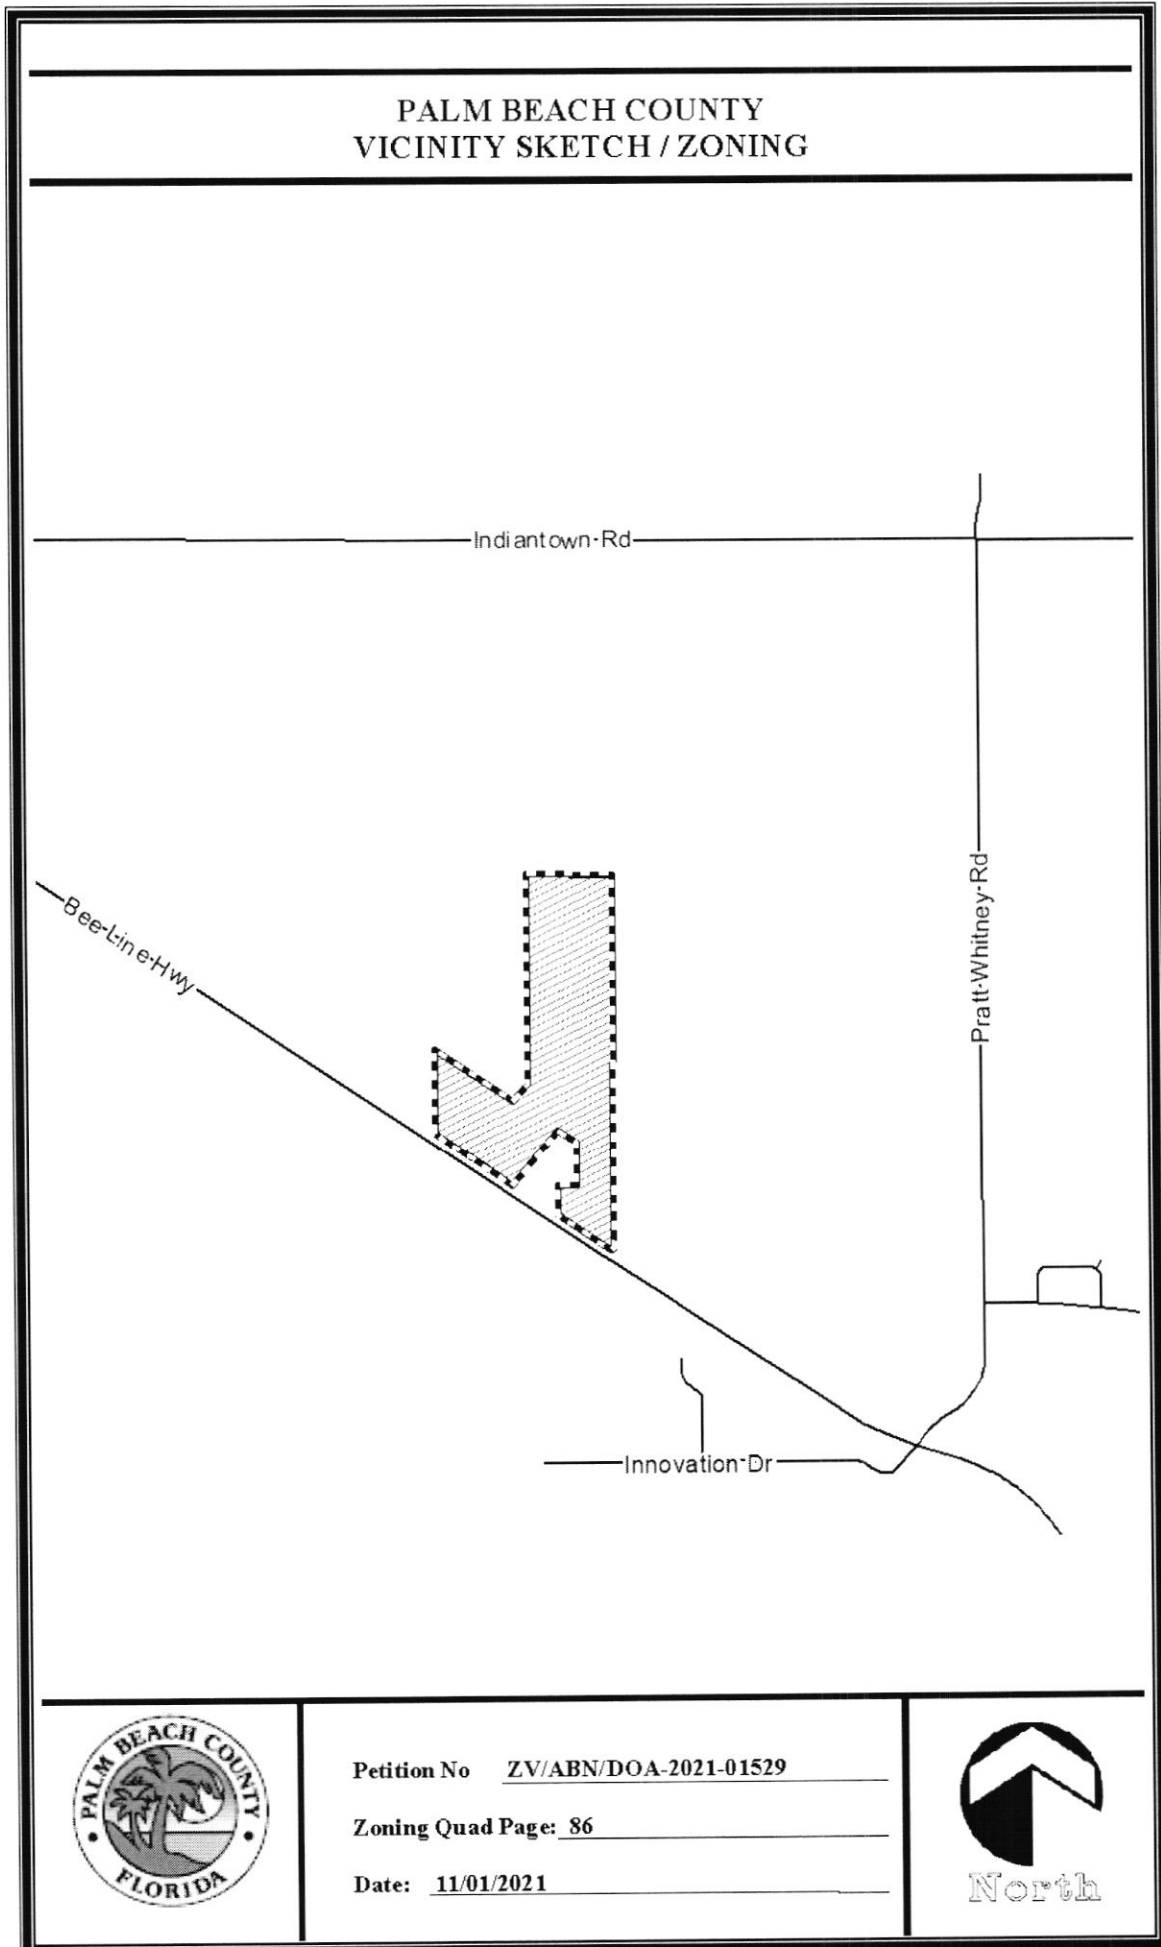 PALM BEACH COUNTY
VICINITY SKETCH / ZONING
Indiantown-Rd
Bee-Line-Hwy
Pratt-Whitney-Rd
Innovation-Dr
PALM BEACH COUNTY
FLORIDA
Petition No ZV/ABN/DOA-2021-01529
Zoning Quad Page: 86
Date: 11/01/2021
North